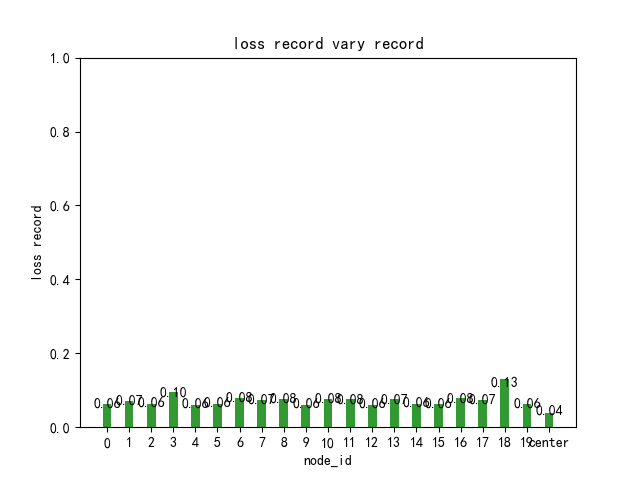 loss record vary record
1.0
0.8
0.6
0.4
0.2
0.0
loss record
0.06 0.07 0.06 0.10 0.06 0.06 0.08 0.07 0.08 0.06 0.08 0.08 0.06 0.07 0.06 0.06 0.08 0.07 0.13 0.06 0.04
0 1 2 3 4 5 6 7 8 9 10 11 12 13 14 15 16 17 18 19 center
node_id